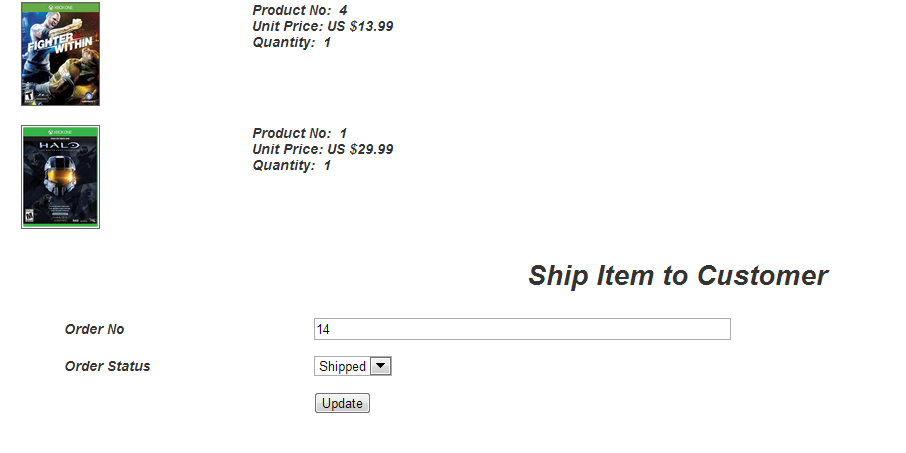 XBOX ONE
FIGHTER
WITHIN
Product No: 4
Unit Price: US $13.99
Quantity: 1
XBOX ONE
HALO
Product No: 1
Unit Price: US $29.99
Quantity: 1
Ship Item to Customer
Order No
14
Order Status
Shipped
Update